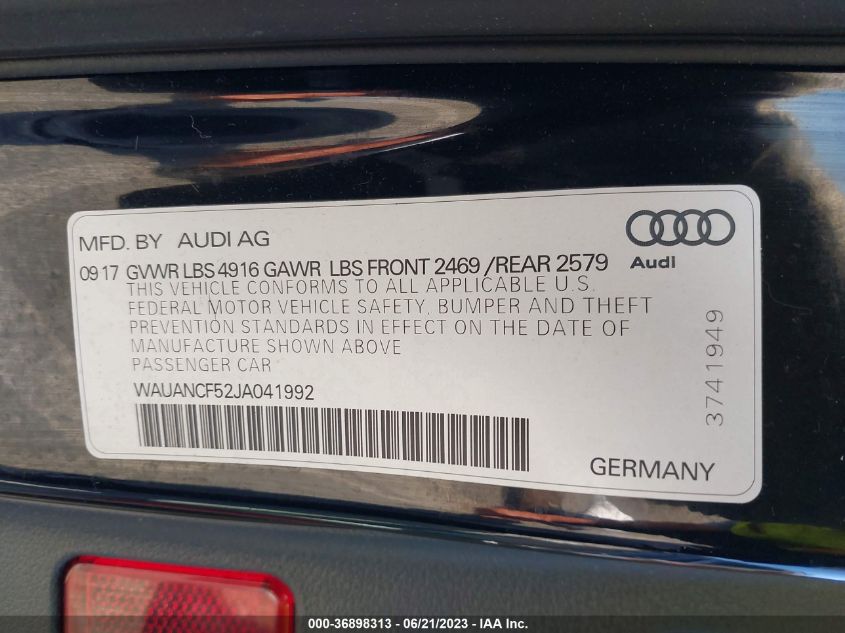 MFD. BY AUDI AG
Audi
09 17 GVWR LBS 4916 GAWR LBS FRONT 2469 /REAR 2579
THIS VEHICLE CONFORMS TO ALL APPLICABLE U.S.
FEDERAL MOTOR VEHICLE SAFETY, BUMPER AND THEFT
PREVENTION STANDARDS IN EFFECT ON THE DATE OF
MANUFACTURE SHOWN ABOVE
PASSENGER CAR
WAUANCF52JA041992
3741949
GERMANY
000-36898313 - 06/21/2023 - IAA Inc.